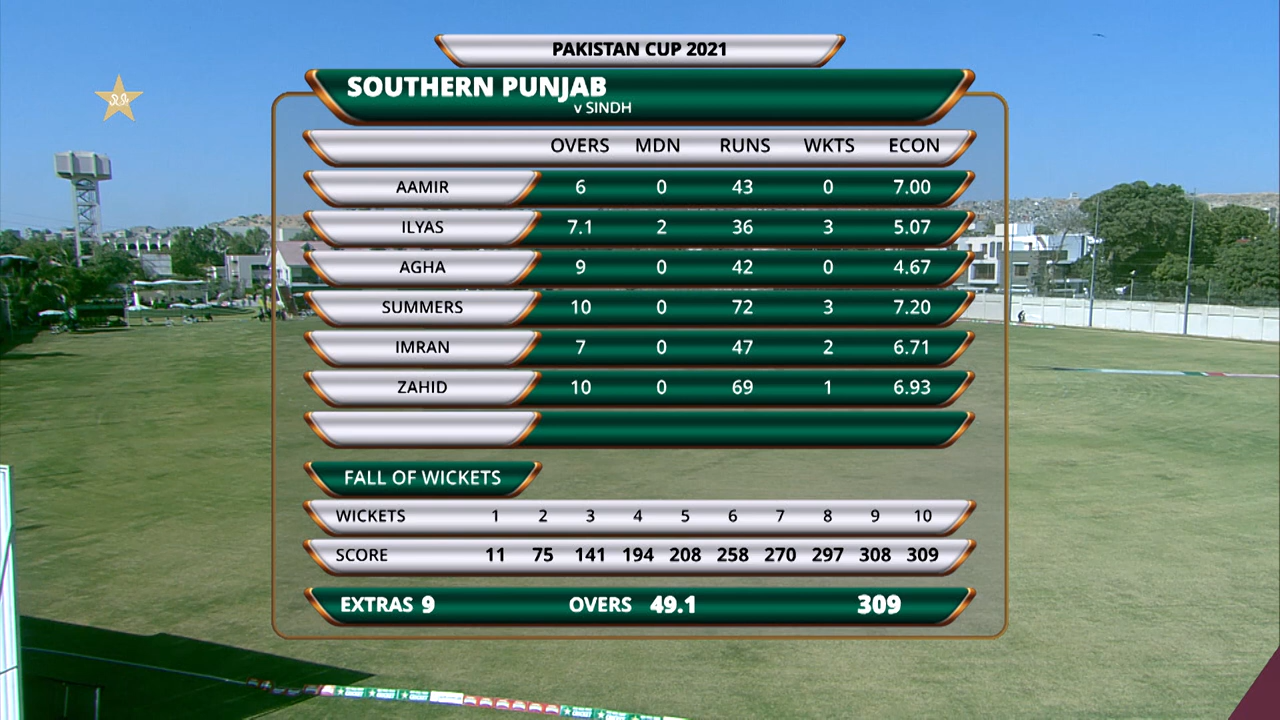 PAKISTAN CUP 2021
SOUTHERN PUNJAB
v SINDH
OVERS MDN RUNS WKTS ECON
AAMIR 6 0 43 0 7.00
ILYAS 7.1 2 36 3 5.07
AGHA 9 0 42 0 4.67
SUMMERS 10 0 72 3 7.20
IMRAN 7 0 47 2 6.71
ZAHID 10 0 69 1 6.93
FALL OF WICKETS
WICKETS 1 2 3 4 5 6 7 8 9 10
SCORE 11 75 141 194 208 258 270 297 308 309
EXTRAS 9 OVERS 49.1 309